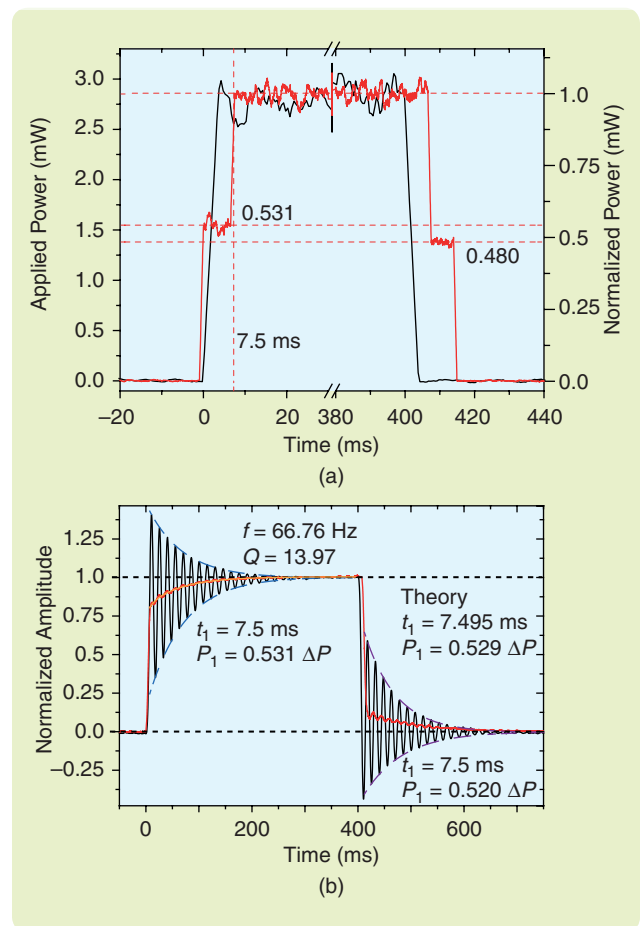 3.0
2.5
2.0
1.5
1.0
0.5
0.0
Applied Power (mW)
1.0
0.75
0.50
0.25
0.0
Normalized Power (mW)
0.531
0.480
7.5 ms
–20 0 20 380 400 420 440
Time (ms)
(a)
1.25
1.0
0.75
0.50
0.25
0.0
–0.25
Normalized Amplitude
f = 66.76 Hz
Q = 13.97
t1 = 7.5 ms
P1 = 0.531 ΔP
Theory
t1 = 7.495 ms
P1 = 0.529 ΔP
t1 = 7.5 ms
P1 = 0.520 ΔP
0 200 400 600
Time (ms)
(b)